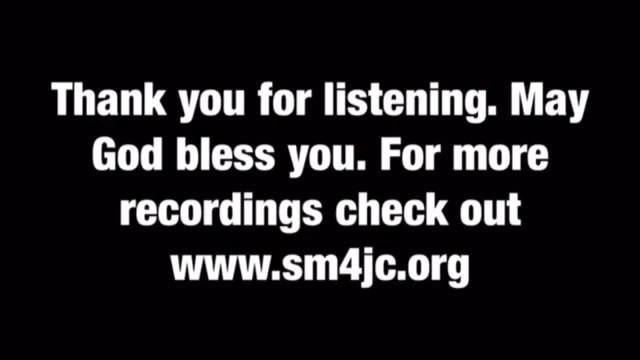 Thank you for listening. May
God bless you. For more
recordings check out
www.sm4jc.org